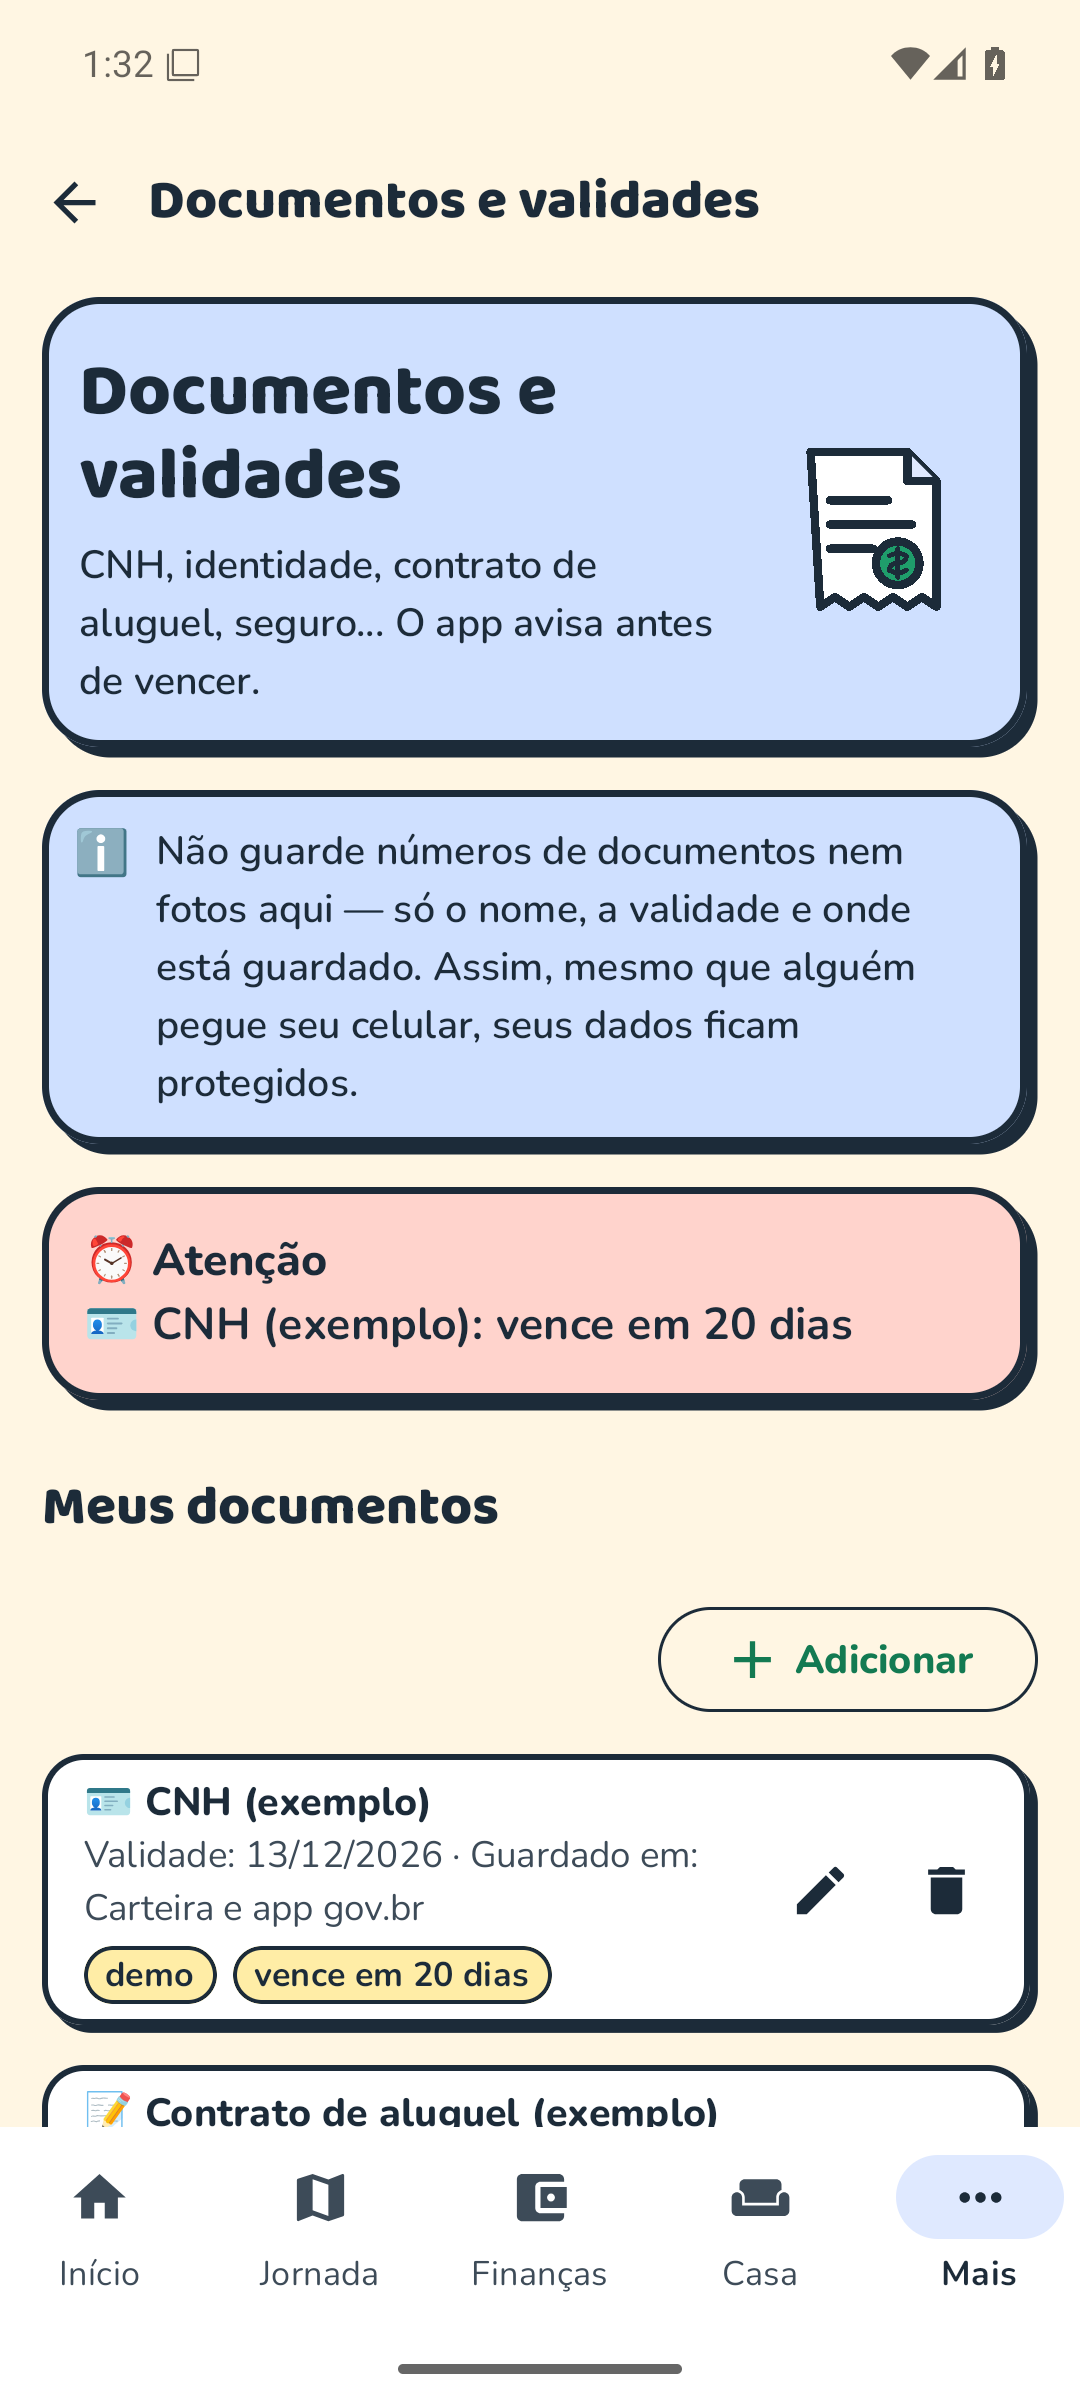 1:32
Documentos e validades
Documentos e
validades
CNH, identidade, contrato de
aluguel, seguro... O app avisa antes
de vencer.
Não guarde números de documentos nem
fotos aqui — só o nome, a validade e onde
está guardado. Assim, mesmo que alguém
pegue seu celular, seus dados ficam
protegidos.
⏰ Atenção
🪪 CNH (exemplo): vence em 20 dias
Meus documentos
+ Adicionar
🪪 CNH (exemplo)
Validade: 13/12/2026 · Guardado em:
Carteira e app gov.br
demo vence em 20 dias
📝 Contrato de aluguel (exemplo)
Início Jornada Finanças Casa Mais